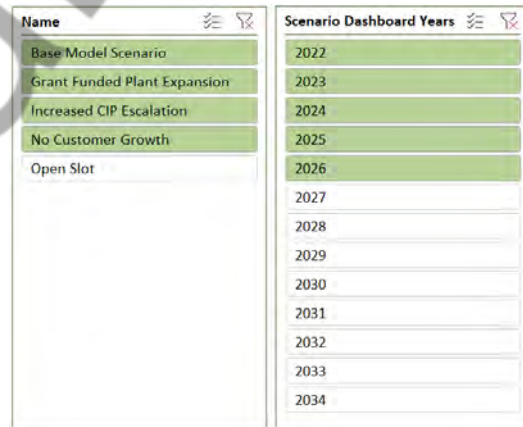 Name
Base Model Scenario
Grant Funded Plant Expansion
Increased CIP Escalation
No Customer Growth
Open Slot
Scenario Dashboard Years
2022
2023
2024
2025
2026
2027
2028
2029
2030
2031
2032
2033
2034